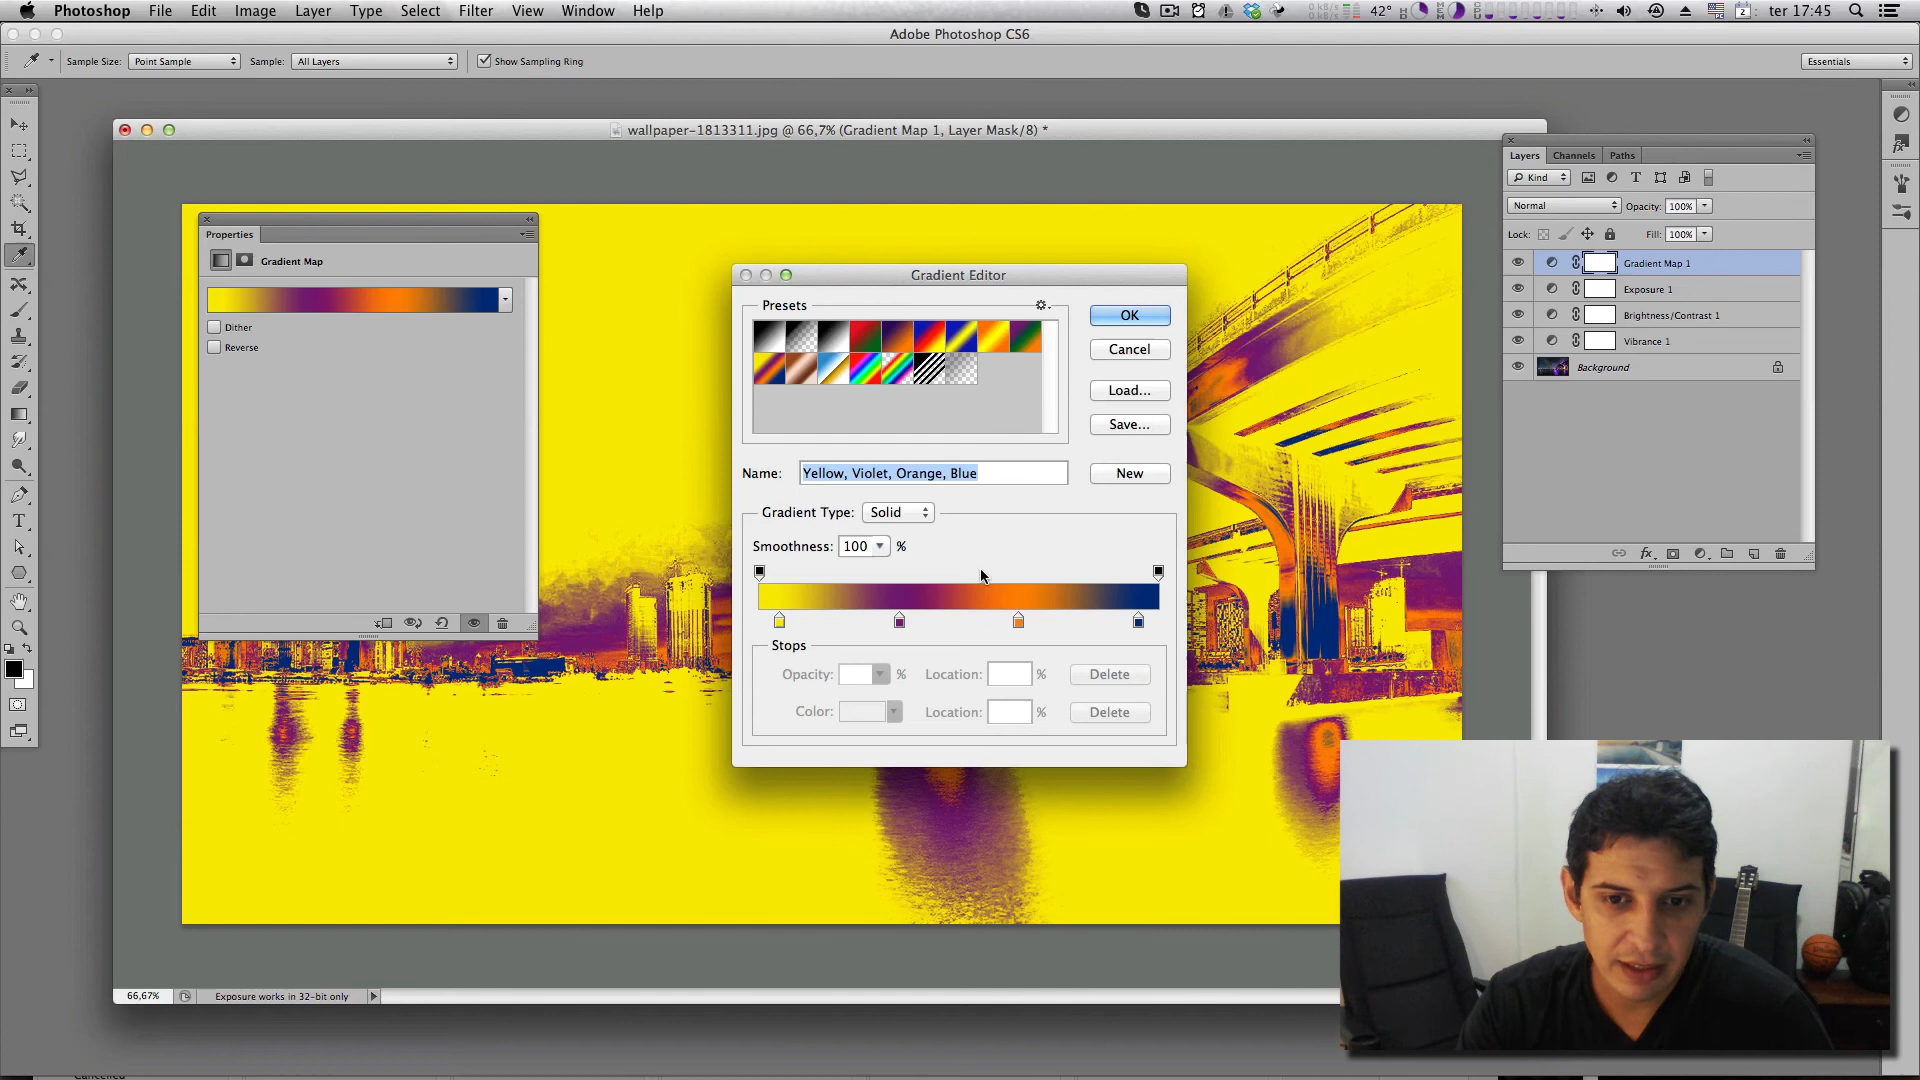 Photoshop File Edit Image Layer Type Select Filter View Window Help 42° ter 17:45
Adobe Photoshop CS6
Sample Size: Point Sample Sample: All Layers Show Sampling Ring Essentials
wallpaper-1813311.jpg @ 66,7% (Gradient Map 1, Layer Mask/8) *
Properties
Gradient Map
Dither
Reverse
Gradient Editor
Presets
OK
Cancel
Load...
Save...
Name: Yellow, Violet, Orange, Blue New
Gradient Type: Solid
Smoothness: 100 %
Stops
Opacity: % Location: % Delete
Color: Location: % Delete
Layers Channels Paths
Kind
Normal Opacity: 100%
Lock: Fill: 100%
Gradient Map 1
Exposure 1
Brightness/Contrast 1
Vibrance 1
Background
66,67% Exposure works in 32-bit only